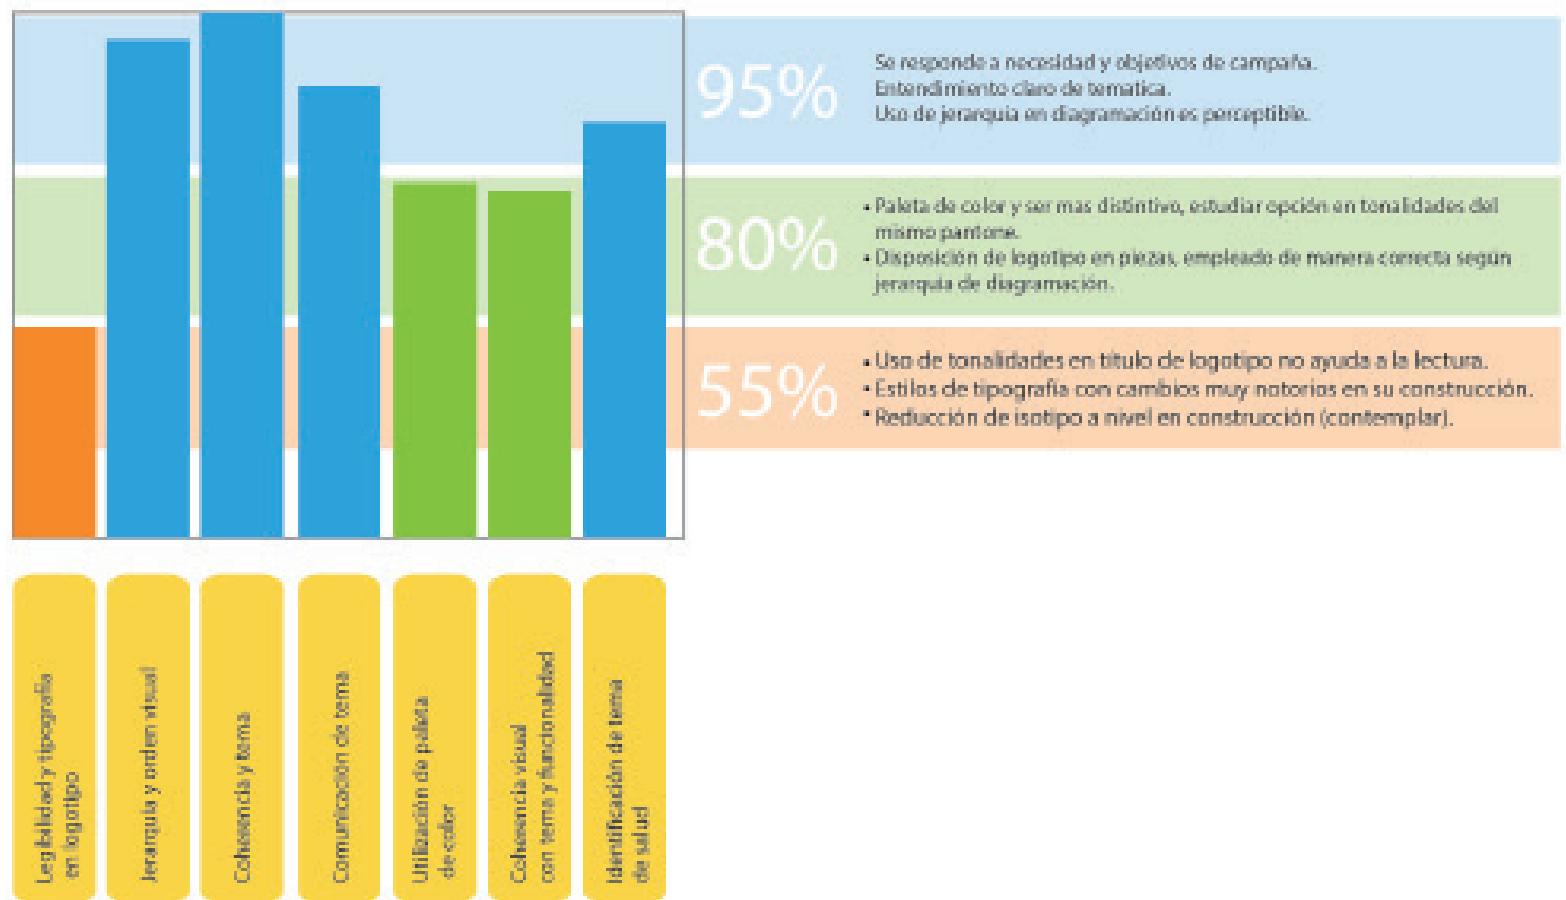 95%
Se responde a necesidad y objetivos de campaña.
Entendimiento claro de tematica.
Uso de jerarquia en diagramación es perceptible.
80%
• Paleta de color y ser mas distintivo, estudiar opción en tonalidades del
mismo pantone.
• Disposición de logotipo en piezas, empleado de manera correcta según
jerarquia de diagramación.
55%
• Uso de tonalidades en título de logotipo no ayuda a la lectura.
• Estilos de tipografía con cambios muy notorios en su construcción.
• Reducción de isotipo a nivel en construcción (contemplar).
Legibilidad y tipografía
en logotipo
Jerarquia y orden visual
Coherencia y tema
Comunicación de tema
Utilización de paleta
de color
Coherencia visual
con tema y funcionalidad
Identificación de tema
de salud